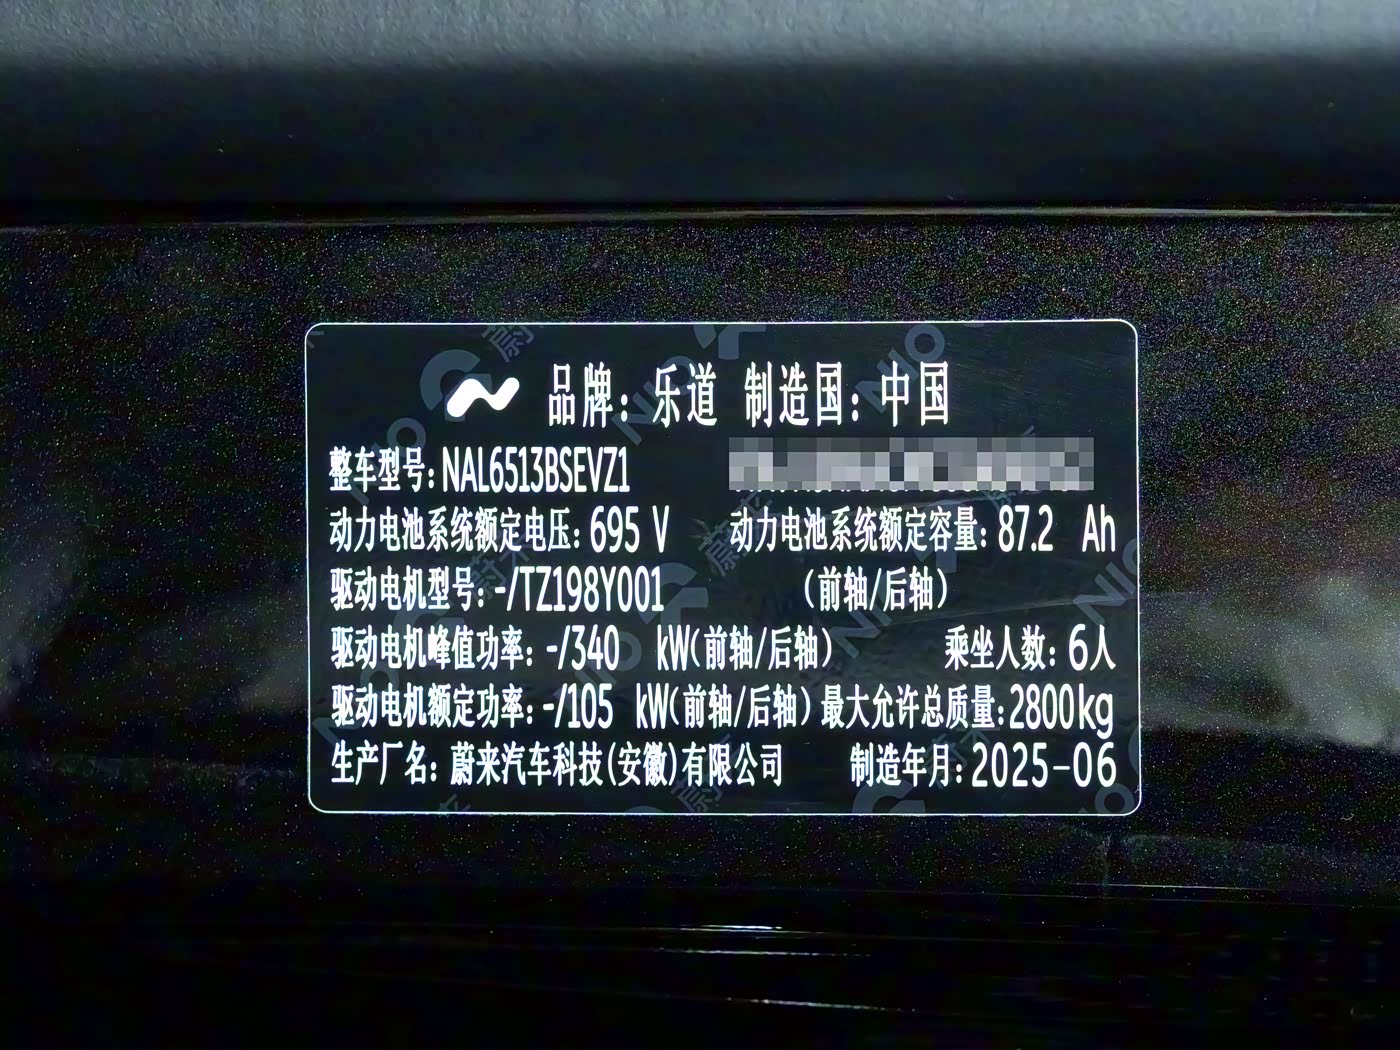 品牌：乐道 制造国：中国
整车型号：NAL6513BSEVZ1
动力电池系统额定电压：695 V 动力电池系统额定容量：87.2 Ah
驱动电机型号：-/TZ198Y001 （前轴/后轴）
驱动电机峰值功率：-/340 kW（前轴/后轴） 乘坐人数：6人
驱动电机额定功率：-/105 kW（前轴/后轴）最大允许总质量：2800kg
生产厂名：蔚来汽车科技（安徽）有限公司 制造年月：2025-06